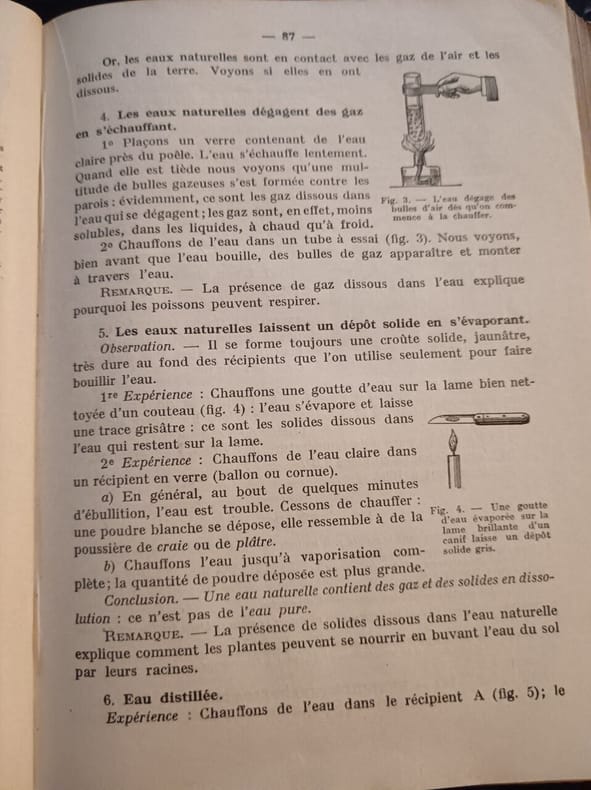 — 87 —
Or, les eaux naturelles sont en contact avec les gaz de l'air et les
solides de la terre. Voyons si elles en ont
dissous.
4. Les eaux naturelles dégagent des gaz
en s'échauffant.
1o Plaçons un verre contenant de l'eau
claire près du poêle. L'eau s'échauffe lentement.
Quand elle est tiède nous voyons qu'une mul-
titude de bulles gazeuses s'est formée contre les
parois : évidemment, ce sont les gaz dissous dans
l'eau qui se dégagent ; les gaz sont, en effet, moins
solubles, dans les liquides, à chaud qu'à froid.
Fig. 3. — L'eau dégage des
bulles d'air dès qu'on com-
mence à la chauffer.
2o Chauffons de l'eau dans un tube à essai (fig. 3). Nous voyons,
bien avant que l'eau bouille, des bulles de gaz apparaître et monter
à travers l'eau.
REMARQUE. — La présence de gaz dissous dans l'eau explique
pourquoi les poissons peuvent respirer.
5. Les eaux naturelles laissent un dépôt solide en s'évaporant.
Observation. — Il se forme toujours une croûte solide, jaunâtre,
très dure au fond des récipients que l'on utilise seulement pour faire
bouillir l'eau.
1re Expérience : Chauffons une goutte d'eau sur la lame bien net-
toyée d'un couteau (fig. 4) : l'eau s'évapore et laisse
une trace grisâtre : ce sont les solides dissous dans
l'eau qui restent sur la lame.
2e Expérience : Chauffons de l'eau claire dans
un récipient en verre (ballon ou cornue).
a) En général, au bout de quelques minutes
d'ébullition, l'eau est trouble. Cessons de chauffer :
une poudre blanche se dépose, elle ressemble à de la
poussière de craie ou de plâtre.
Fig. 4. — Une goutte
d'eau évaporée sur la
lame brillante d'un
canif laisse un dépôt
solide gris.
b) Chauffons l'eau jusqu'à vaporisation com-
plète ; la quantité de poudre déposée est plus grande.
Conclusion. — Une eau naturelle contient des gaz et des solides en disso-
lution : ce n'est pas de l'eau pure.
REMARQUE. — La présence de solides dissous dans l'eau naturelle
explique comment les plantes peuvent se nourrir en buvant l'eau du sol
par leurs racines.
6. Eau distillée.
Expérience : Chauffons de l'eau dans le récipient A (fig. 5) ; le